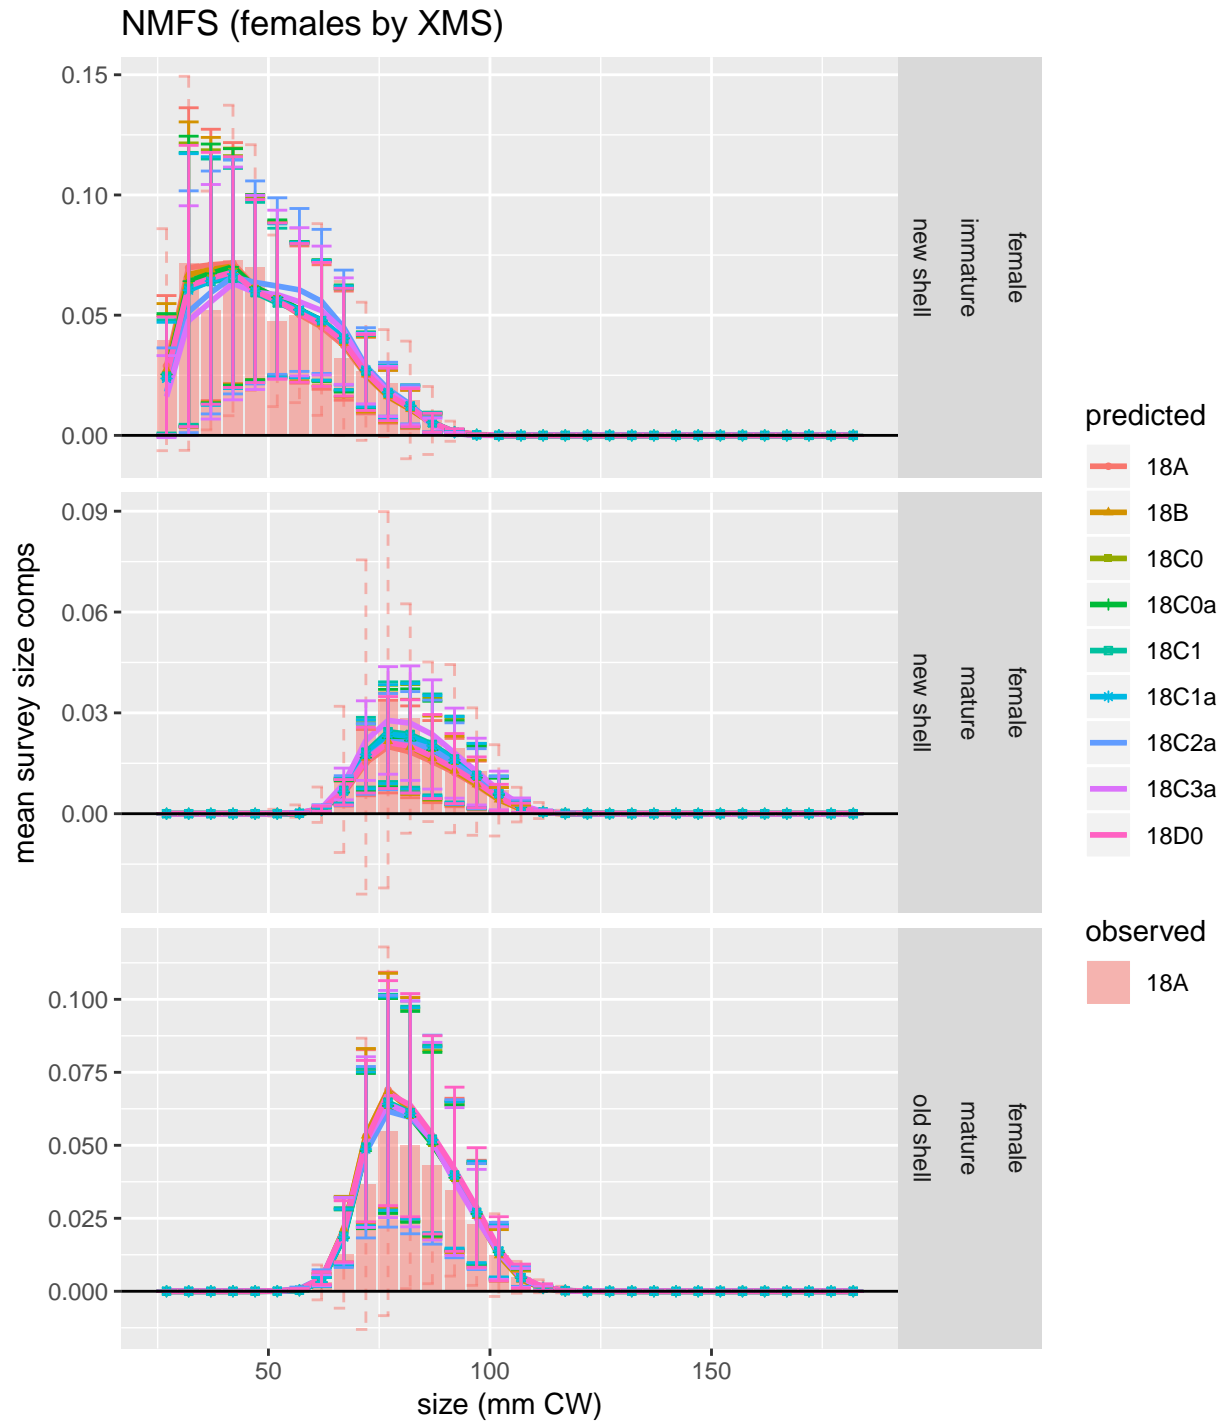 NMFS (females by XMS)
mean survey size comps
0.15
0.10
0.05
0.00
female
immature
new shell
0.09
0.06
0.03
0.00
female
mature
new shell
0.100
0.075
0.050
0.025
0.000
female
mature
old shell
50
100
150
size (mm CW)
predicted
18A
18B
18C0
18C0a
18C1
18C1a
18C2a
18C3a
18D0
observed
18A